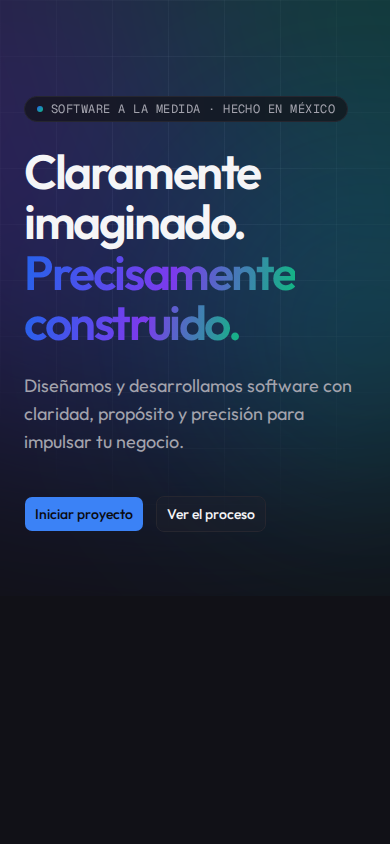 SOFTWARE A LA MEDIDA · HECHO EN MÉXICO
Claramente
imaginado.
Precisamente
construido.
Diseñamos y desarrollamos software con
claridad, propósito y precisión para
impulsar tu negocio.
Iniciar proyecto
Ver el proceso